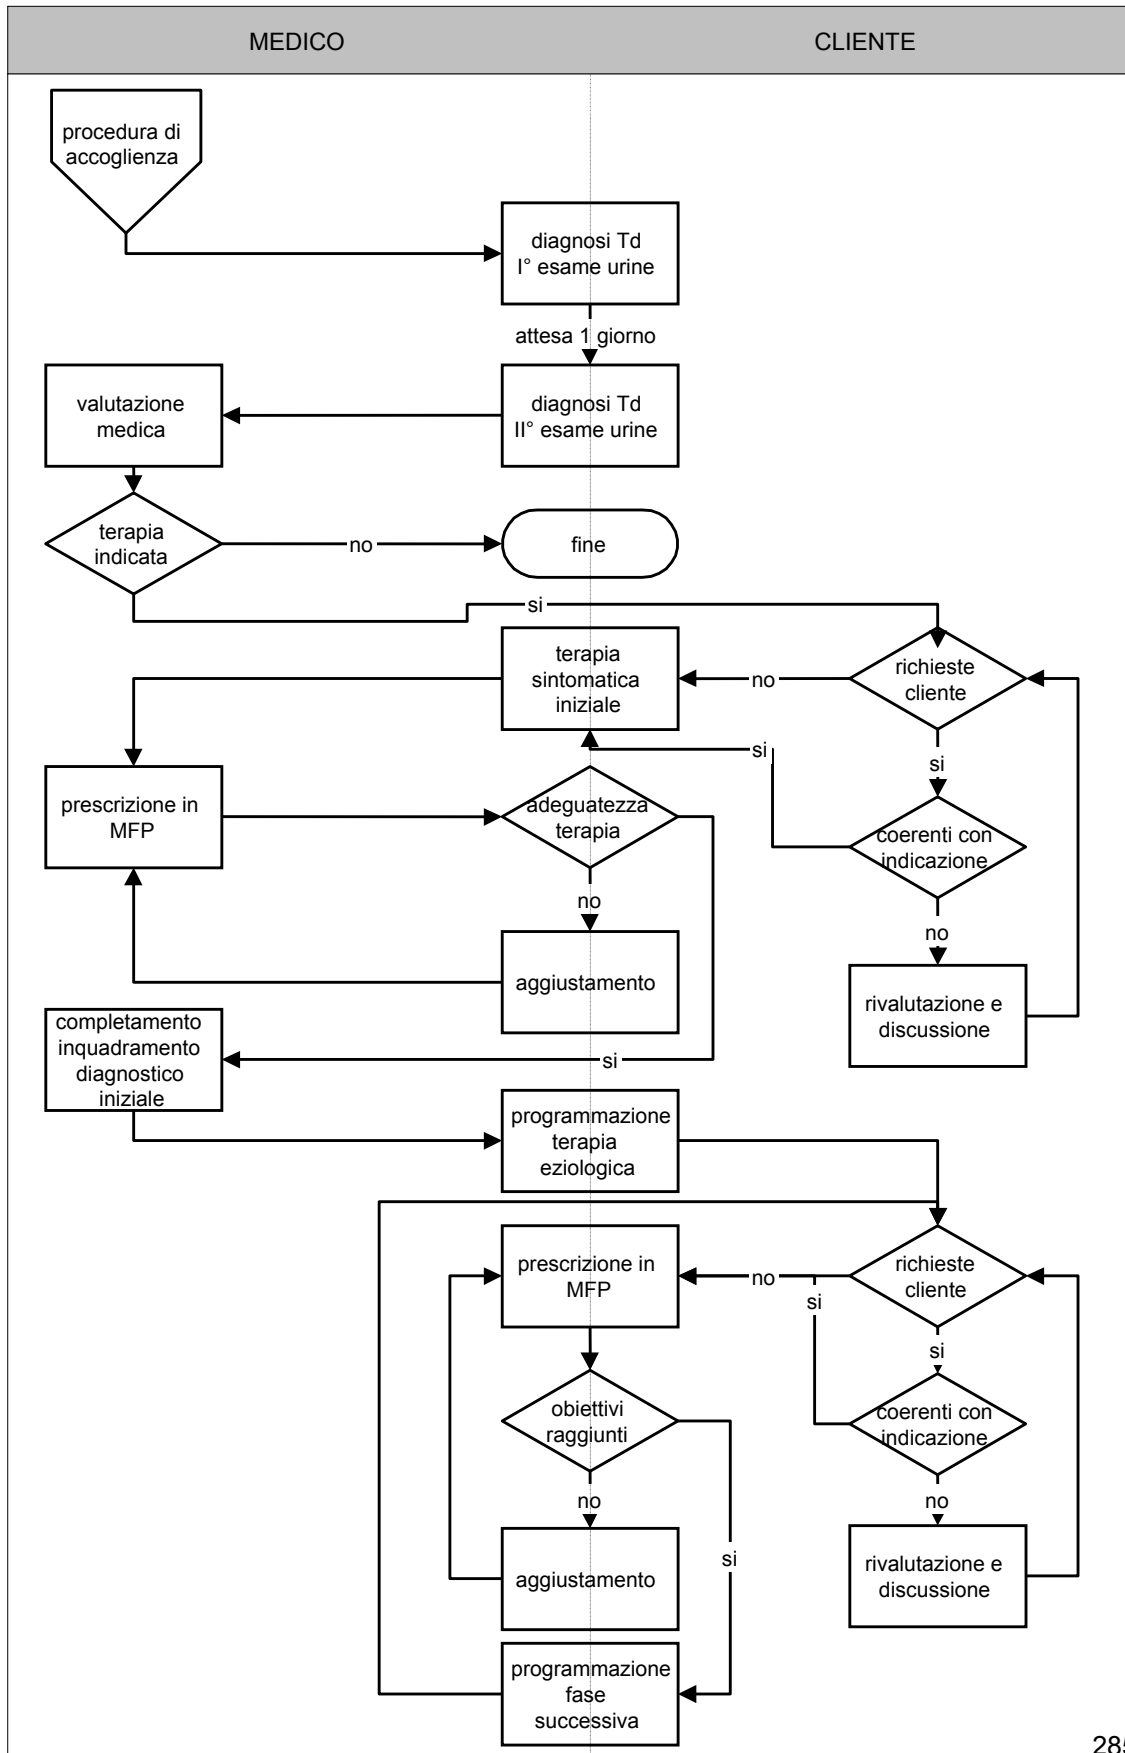 MEDICO
CLIENTE
procedura di
accoglienza
diagnosi Td
I° esame urine
attesa 1 giorno
valutazione
medica
diagnosi Td
II° esame urine
terapia
indicata
no
fine
si
terapia
sintomatica
iniziale
no
richieste
cliente
si
si
prescrizione in
MFP
adeguatezza
terapia
coerenti con
indicazione
no
no
aggiustamento
rivalutazione e
discussione
completamento
inquadramento
diagnostico
iniziale
si
programmazione
terapia
eziologica
prescrizione in
MFP
no
si
richieste
cliente
si
obiettivi
raggiunti
coerenti con
indicazione
no
no
aggiustamento
si
rivalutazione e
discussione
programmazione
fase
successiva
285